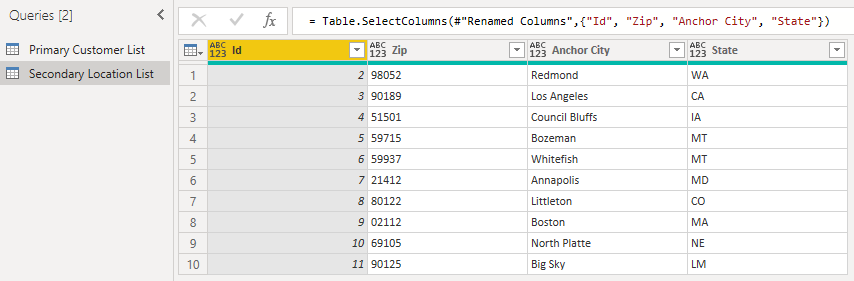 Queries [2]
Primary Customer List
Secondary Location List
= Table.SelectColumns(#"Renamed Columns",{"Id", "Zip", "Anchor City", "State"})
ABC 123 Id ABC 123 Zip ABC 123 Anchor City ABC 123 State
1 2 98052 Redmond WA
2 3 90189 Los Angeles CA
3 4 51501 Council Bluffs IA
4 5 59715 Bozeman MT
5 6 59937 Whitefish MT
6 7 21412 Annapolis MD
7 8 80122 Littleton CO
8 9 02112 Boston MA
9 10 69105 North Platte NE
10 11 90125 Big Sky LM